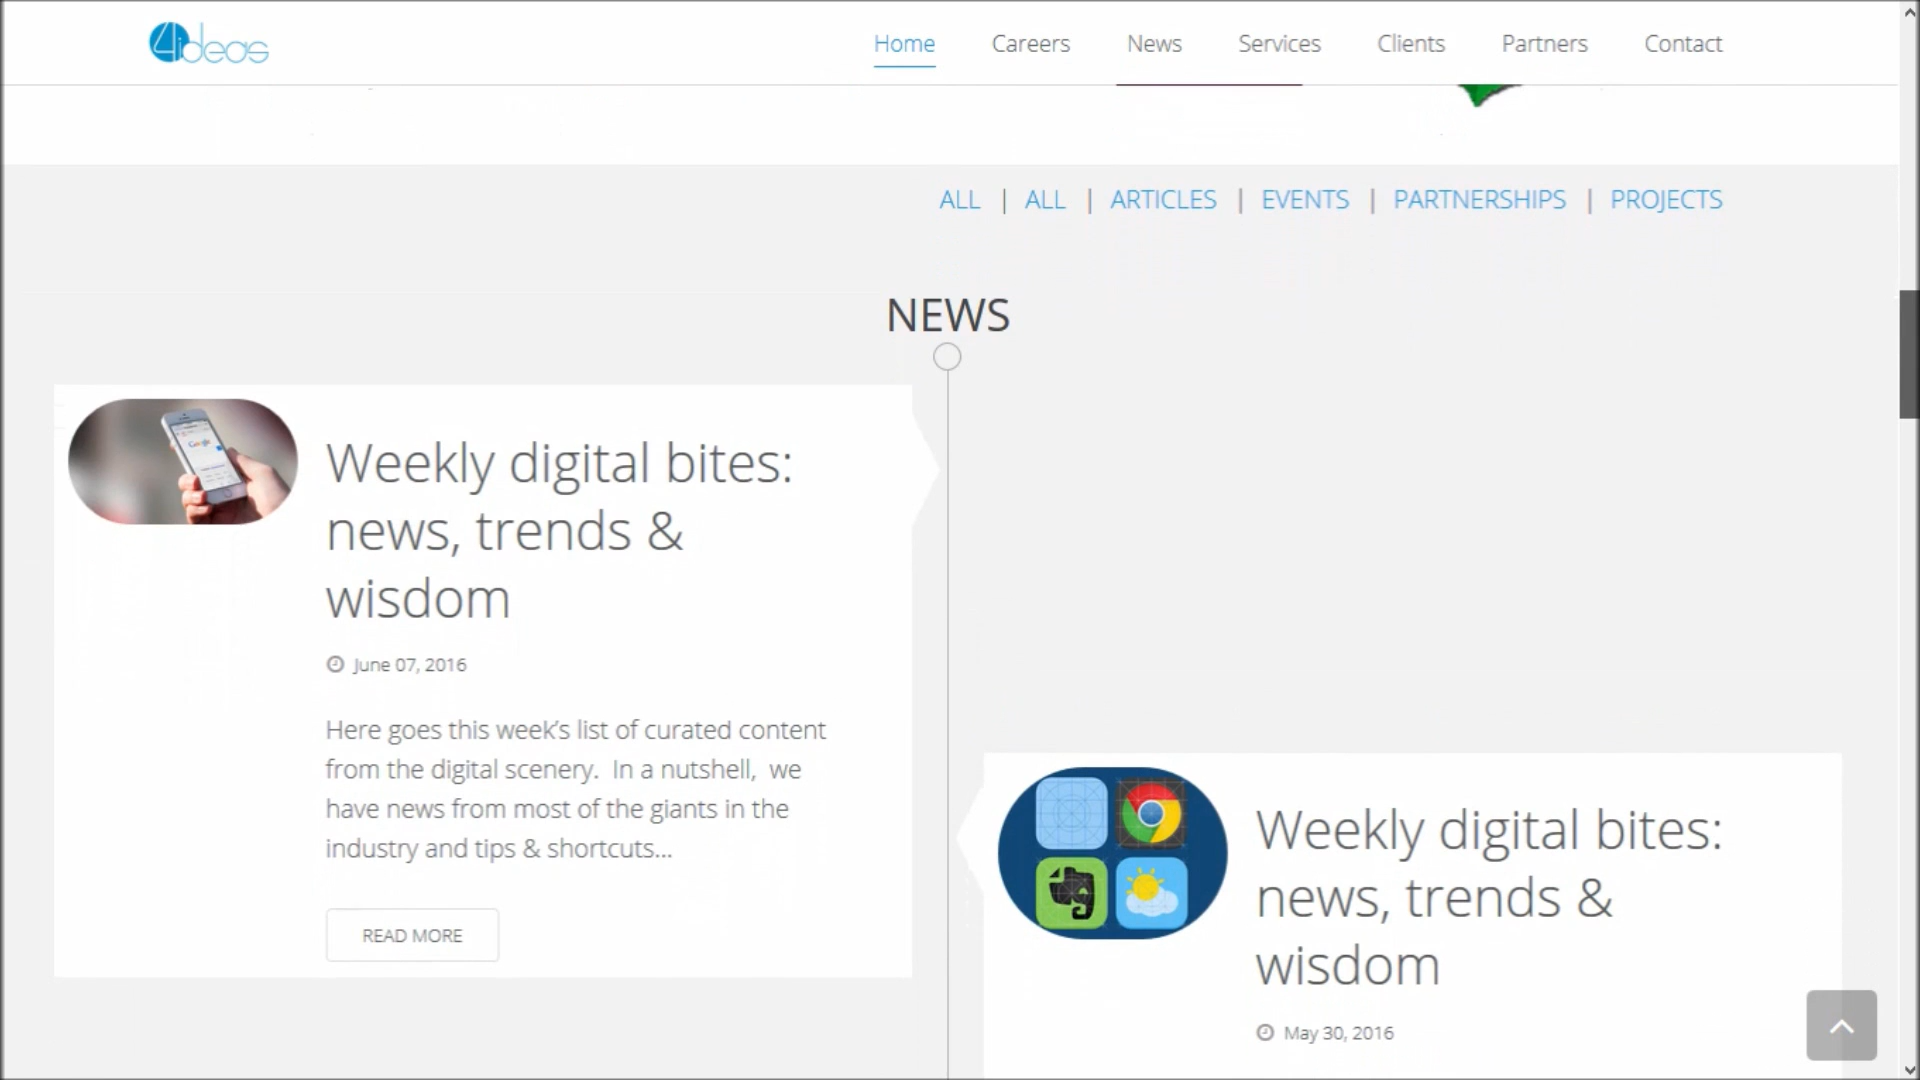 4ideas
Home Careers News Services Clients Partners Contact
ALL | ALL | ARTICLES | EVENTS | PARTNERSHIPS | PROJECTS
NEWS
Google
Weekly digital bites:
news, trends &
wisdom
June 07, 2016
Here goes this week's list of curated content
from the digital scenery.  In a nutshell,  we
have news from most of the giants in the
industry and tips & shortcuts...
READ MORE
Weekly digital bites:
news, trends &
wisdom
May 30, 2016